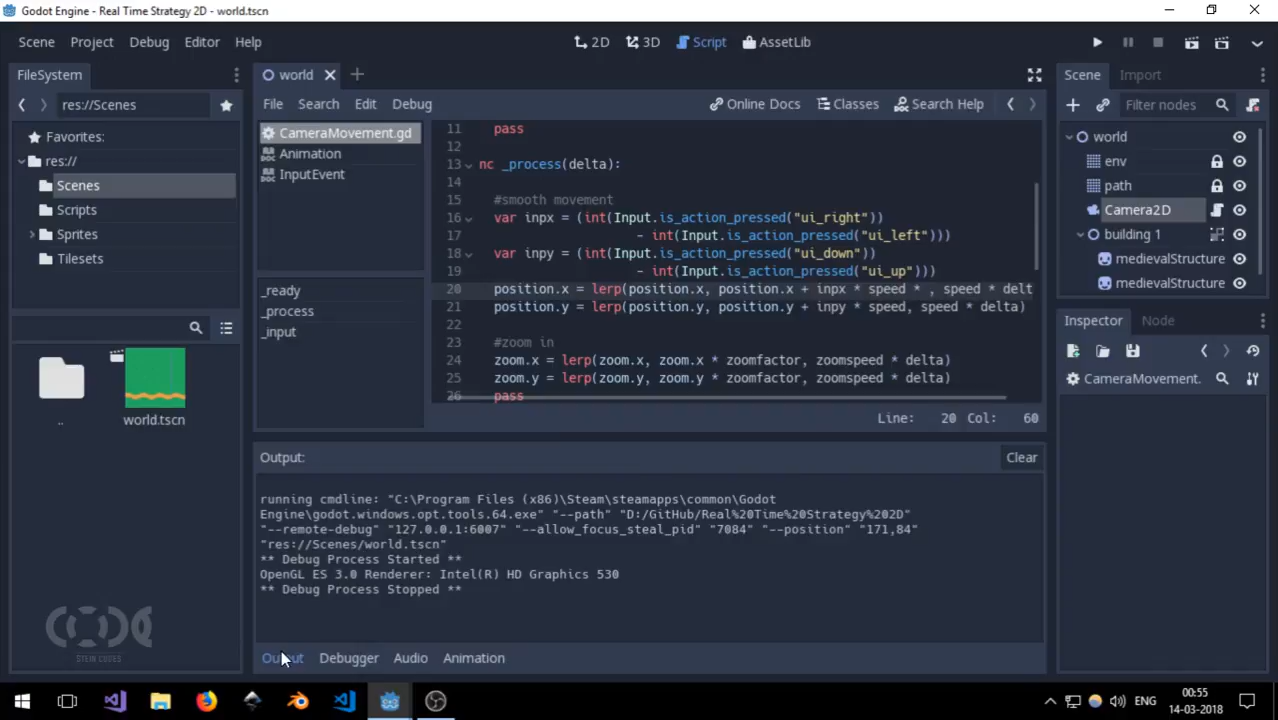 Godot Engine - Real Time Strategy 2D - world.tscn
Scene Project Debug Editor Help
2D 3D Script AssetLib
FileSystem
res://Scenes
Favorites:
res://
Scenes
Scripts
Sprites
Tilesets
..
world.tscn
CODE
STEIN CODES
world
File Search Edit Debug
Online Docs Classes Search Help
CameraMovement.gd
Animation
InputEvent
_ready
_process
_input
11 pass
12
13 nc _process(delta):
14
15 #smooth movement
16 var inpx = (int(Input.is_action_pressed("ui_right"))
17 - int(Input.is_action_pressed("ui_left")))
18 var inpy = (int(Input.is_action_pressed("ui_down"))
19 - int(Input.is_action_pressed("ui_up")))
20 position.x = lerp(position.x, position.x + inpx * speed * , speed * delt
21 position.y = lerp(position.y, position.y + inpy * speed, speed * delta)
22
23 #zoom in
24 zoom.x = lerp(zoom.x, zoom.x * zoomfactor, zoomspeed * delta)
25 zoom.y = lerp(zoom.y, zoom.y * zoomfactor, zoomspeed * delta)
26 pass
Line: 20 Col: 60
Output:
Clear
running cmdline: "C:\Program Files (x86)\Steam\steamapps\common\Godot
Engine\godot.windows.opt.tools.64.exe" "--path" "D:/GitHub/Real%20Time%20Strategy%202D"
"--remote-debug" "127.0.0.1:6007" "--allow_focus_steal_pid" "7084" "--position" "171,84"
"res://Scenes/world.tscn"
** Debug Process Started **
OpenGL ES 3.0 Renderer: Intel(R) HD Graphics 530
** Debug Process Stopped **
Output Debugger Audio Animation
Scene Import
Filter nodes
world
env
path
Camera2D
building 1
medievalStructure
medievalStructure
Inspector Node
CameraMovement.
ENG
00:55
14-03-2018